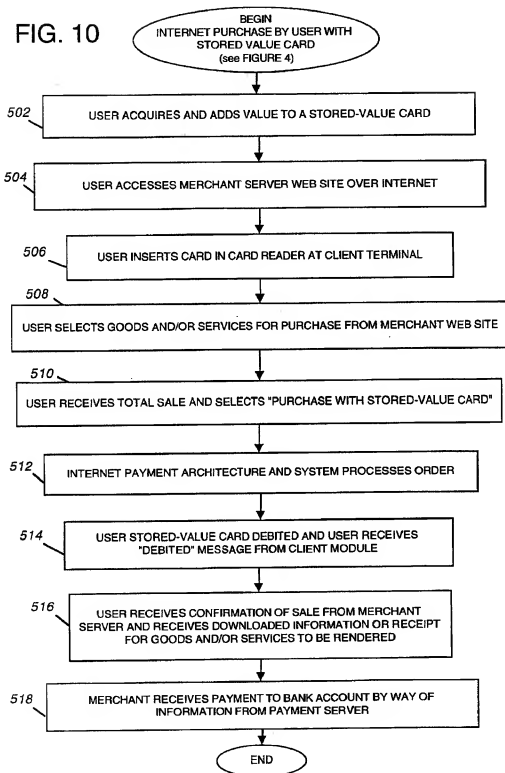 FIG. 10
BEGIN
INTERNET PURCHASE BY USER WITH
STORED VALUE CARD
(see FIGURE 4)
502
USER ACQUIRES AND ADDS VALUE TO A STORED-VALUE CARD
504
USER ACCESSES MERCHANT SERVER WEB SITE OVER INTERNET
506
USER INSERTS CARD IN CARD READER AT CLIENT TERMINAL
508
USER SELECTS GOODS AND/OR SERVICES FOR PURCHASE FROM MERCHANT WEB SITE
510
USER RECEIVES TOTAL SALE AND SELECTS "PURCHASE WITH STORED-VALUE CARD"
512
INTERNET PAYMENT ARCHITECTURE AND SYSTEM PROCESSES ORDER
514
USER STORED-VALUE CARD DEBITED AND USER RECEIVES
"DEBITED" MESSAGE FROM CLIENT MODULE
516
USER RECEIVES CONFIRMATION OF SALE FROM MERCHANT
SERVER AND RECEIVES DOWNLOADED INFORMATION OR RECEIPT
FOR GOODS AND/OR SERVICES TO BE RENDERED
518
MERCHANT RECEIVES PAYMENT TO BANK ACCOUNT BY WAY OF
INFORMATION FROM PAYMENT SERVER
END